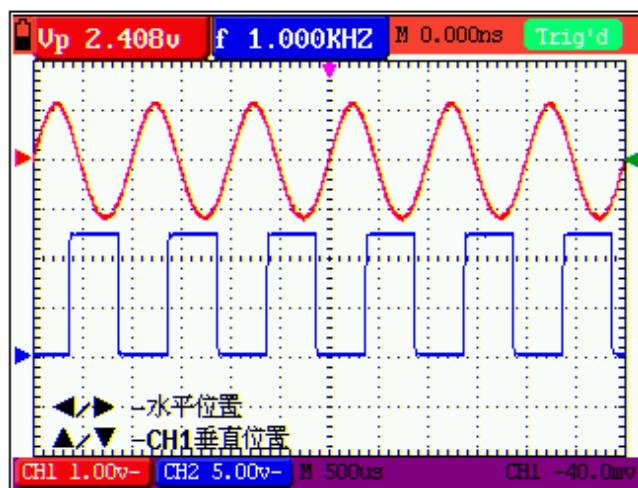 Vp 2.408v f 1.000KHZ M 0.000ns Trig'd
◀/▶ -水平位置
▲/▼ -CH1垂直位置
CH1 1.00v- CH2 5.00v- M 500us CH1 -40.0mv